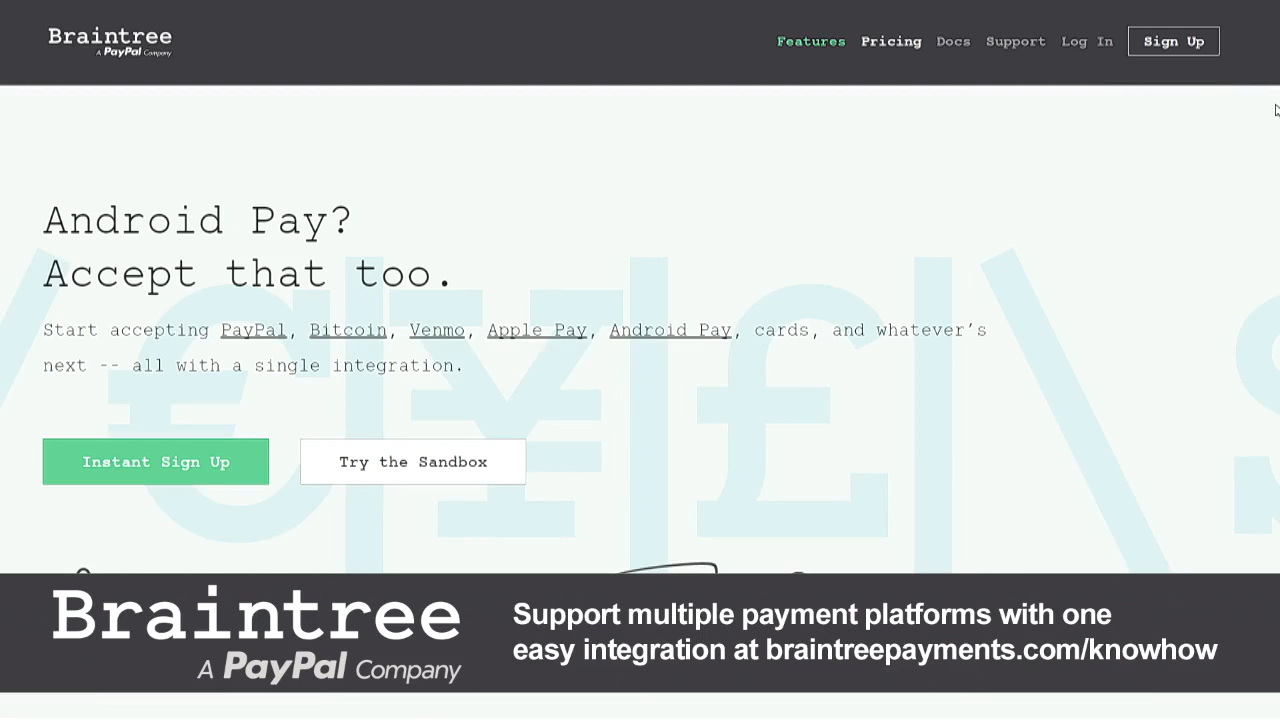 Braintree
A PayPal Company
Features Pricing Docs Support Log In Sign Up
Android Pay?
Accept that too.
Start accepting PayPal, Bitcoin, Venmo, Apple Pay, Android Pay, cards, and whatever's
next -- all with a single integration.
Instant Sign Up Try the Sandbox
Braintree
A PayPal Company
Support multiple payment platforms with one
easy integration at braintreepayments.com/knowhow